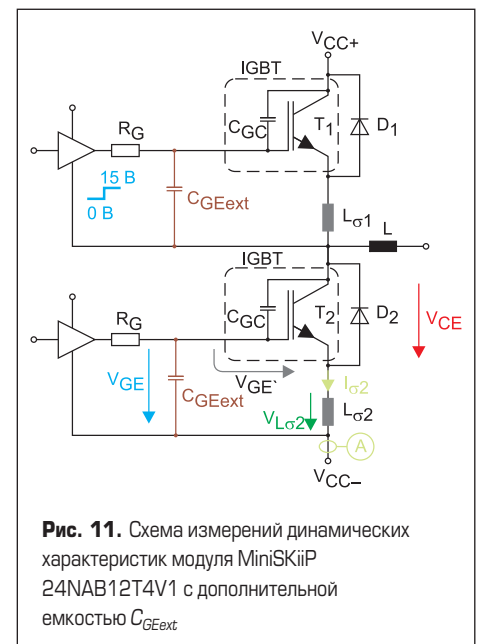 VCC+
IGBT
RG
CGC
T1
D1
15 В
0 В
CGEext
Lσ1
L
IGBT
RG
CGC
T2
D2
VCE
VGE
VGE`
CGEext
Iσ2
VLσ2
Lσ2
A
VCC–
Рис. 11. Схема измерений динамических
характеристик модуля MiniSKiiP
24NAB12T4V1 с дополнительной
емкостью CGEext